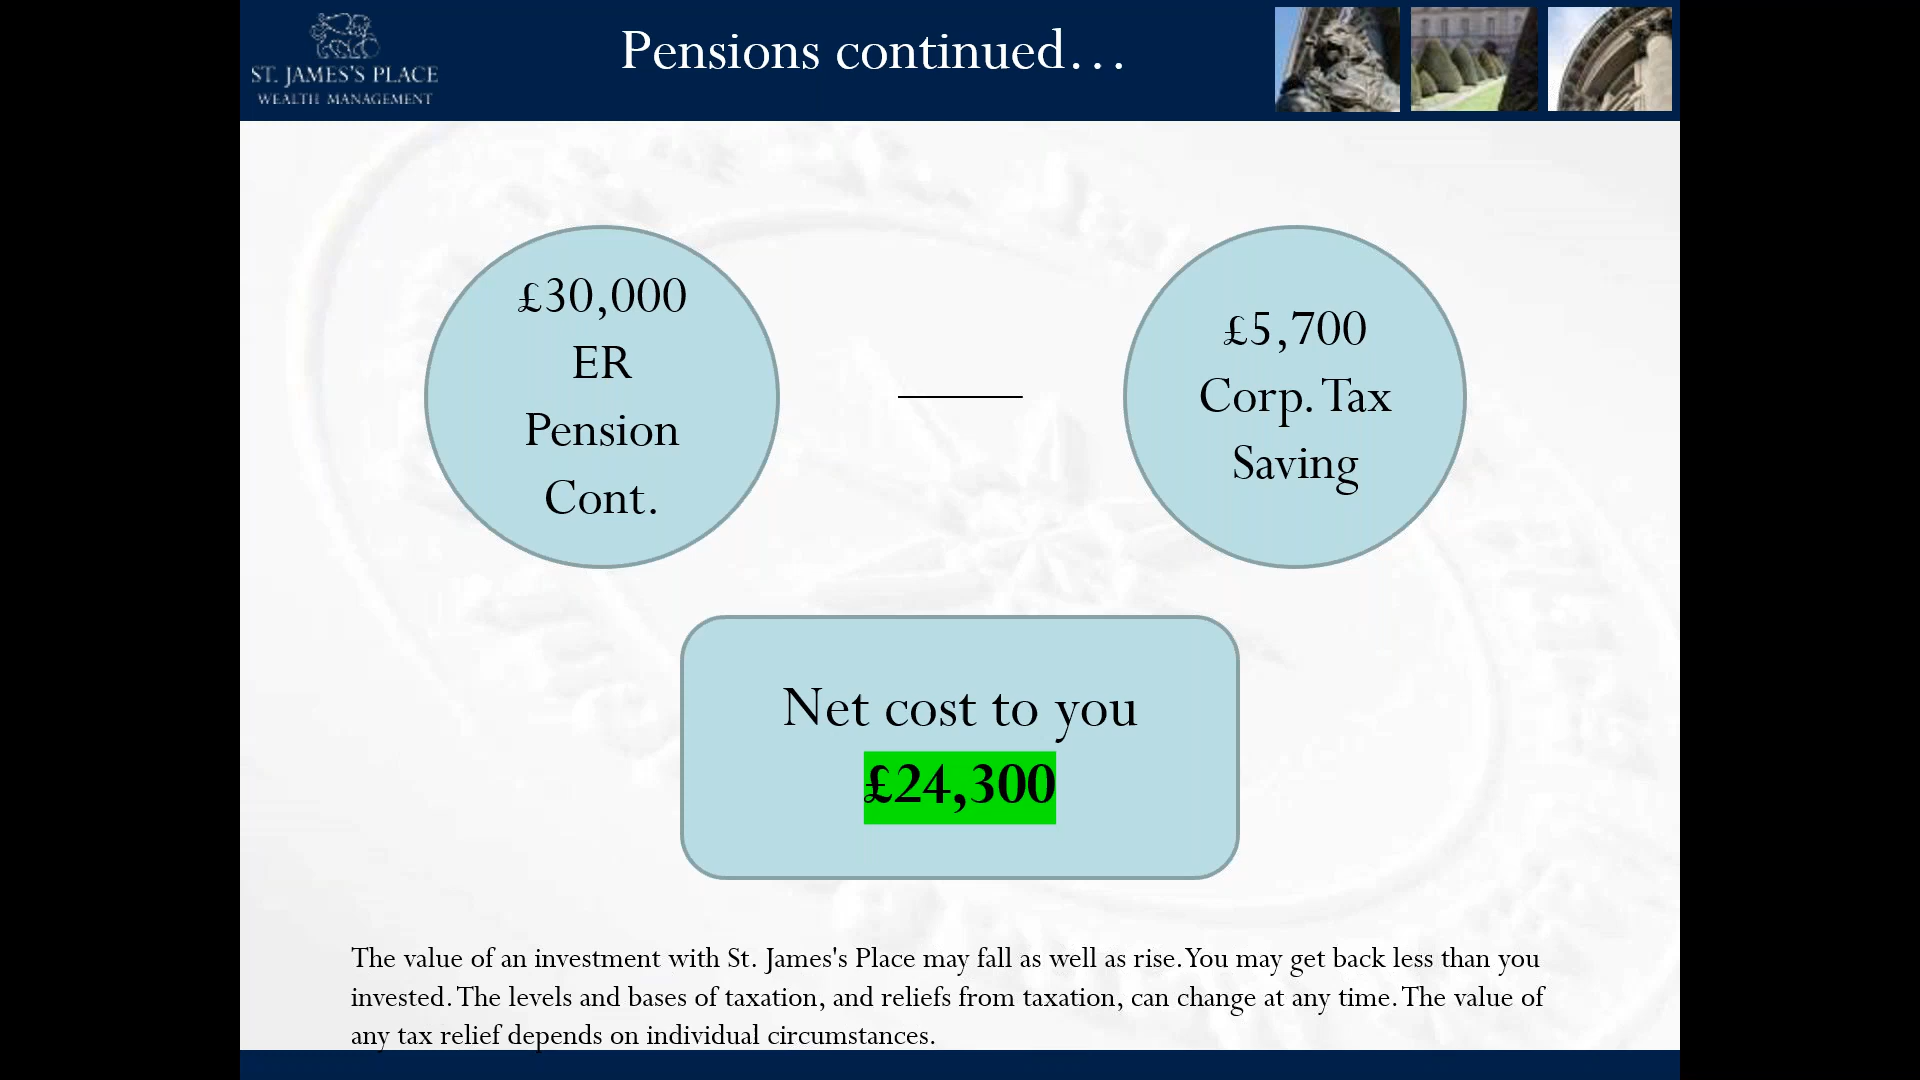 ST. JAMES'S PLACE
WEALTH MANAGEMENT
Pensions continued…
£30,000
ER
Pension
Cont.
£5,700
Corp. Tax
Saving
Net cost to you
£24,300
The value of an investment with St. James's Place may fall as well as rise. You may get back less than you
invested. The levels and bases of taxation, and reliefs from taxation, can change at any time. The value of
any tax relief depends on individual circumstances.